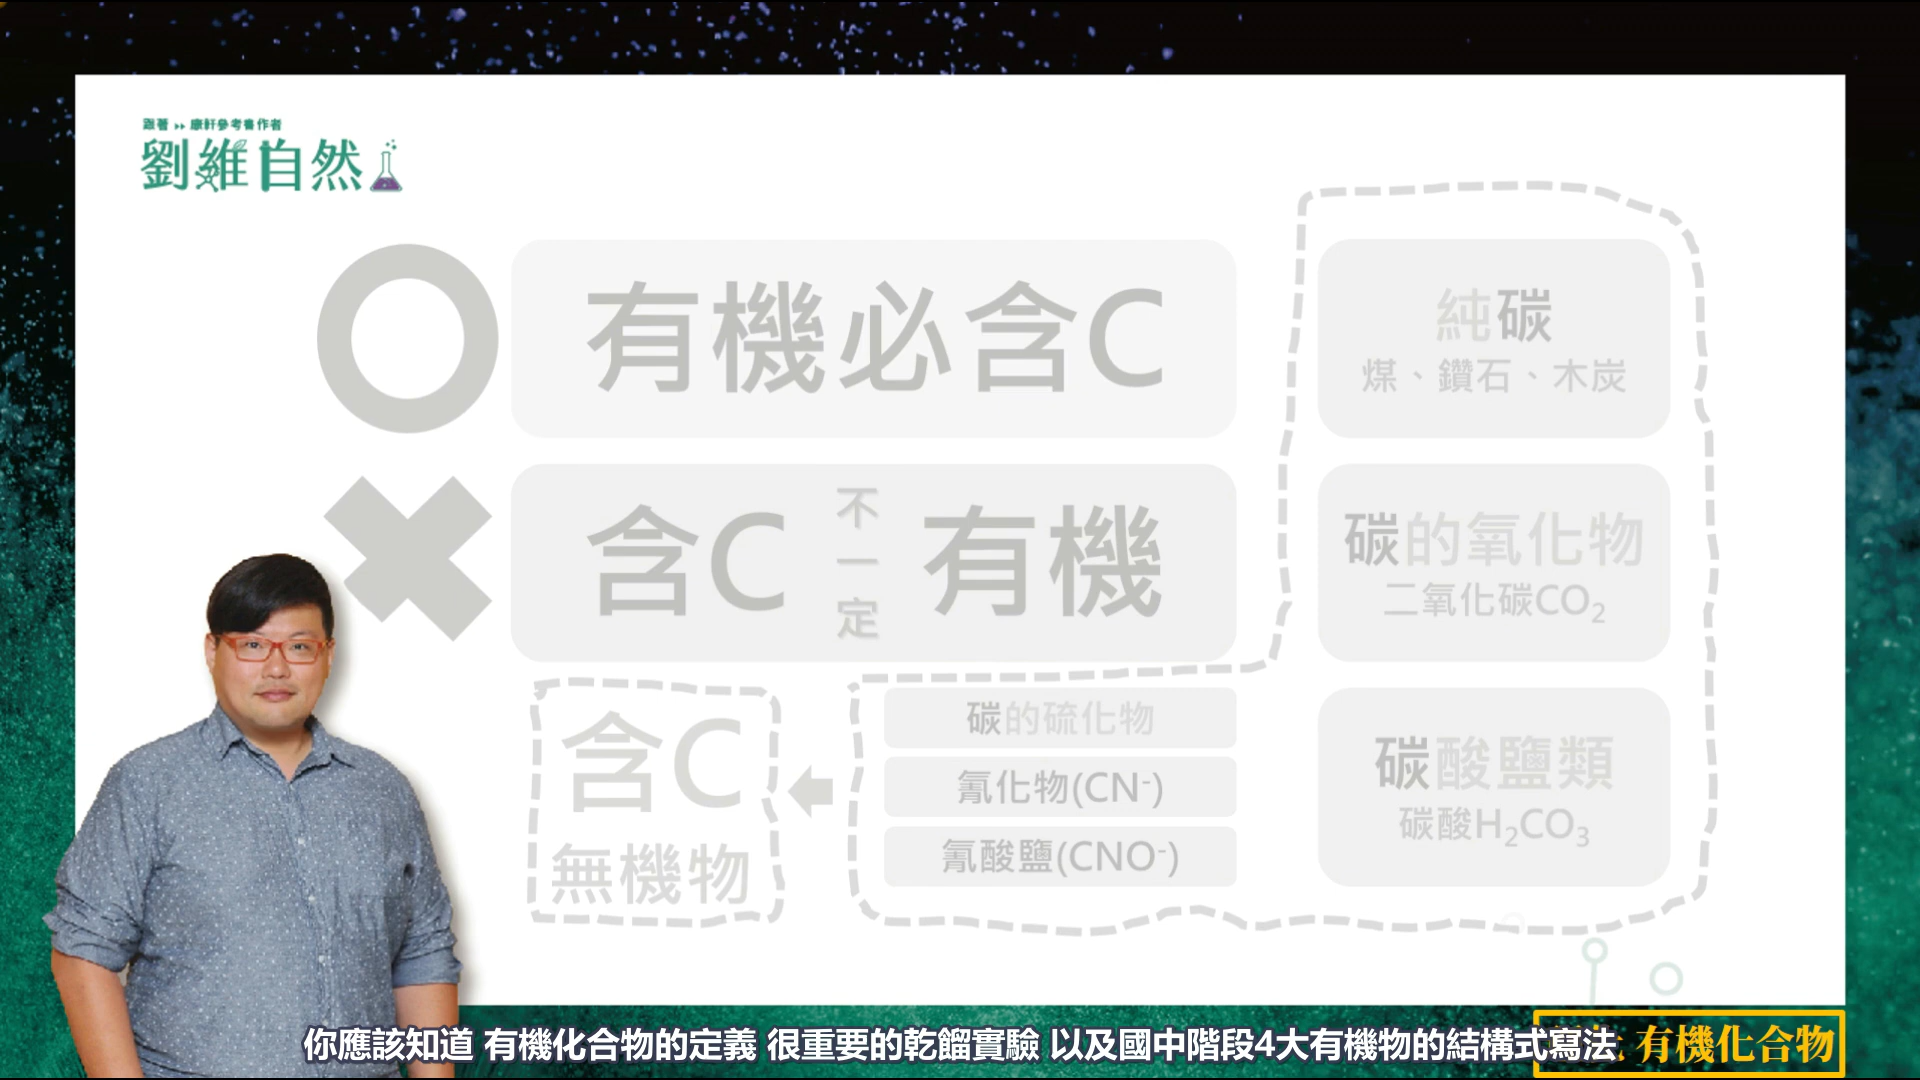 跟著 ▸▸ 康軒參考書作者
劉維自然
有機必含C
含C 不一定 有機
純碳
煤、鑽石、木炭
碳的氧化物
二氧化碳CO₂
碳酸鹽類
碳酸H₂CO₃
碳的硫化物
氰化物(CN⁻)
氰酸鹽(CNO⁻)
含C
無機物
你應該知道 有機化合物的定義 很重要的乾餾實驗 以及國中階段4大有機物的結構式寫法
有機化合物